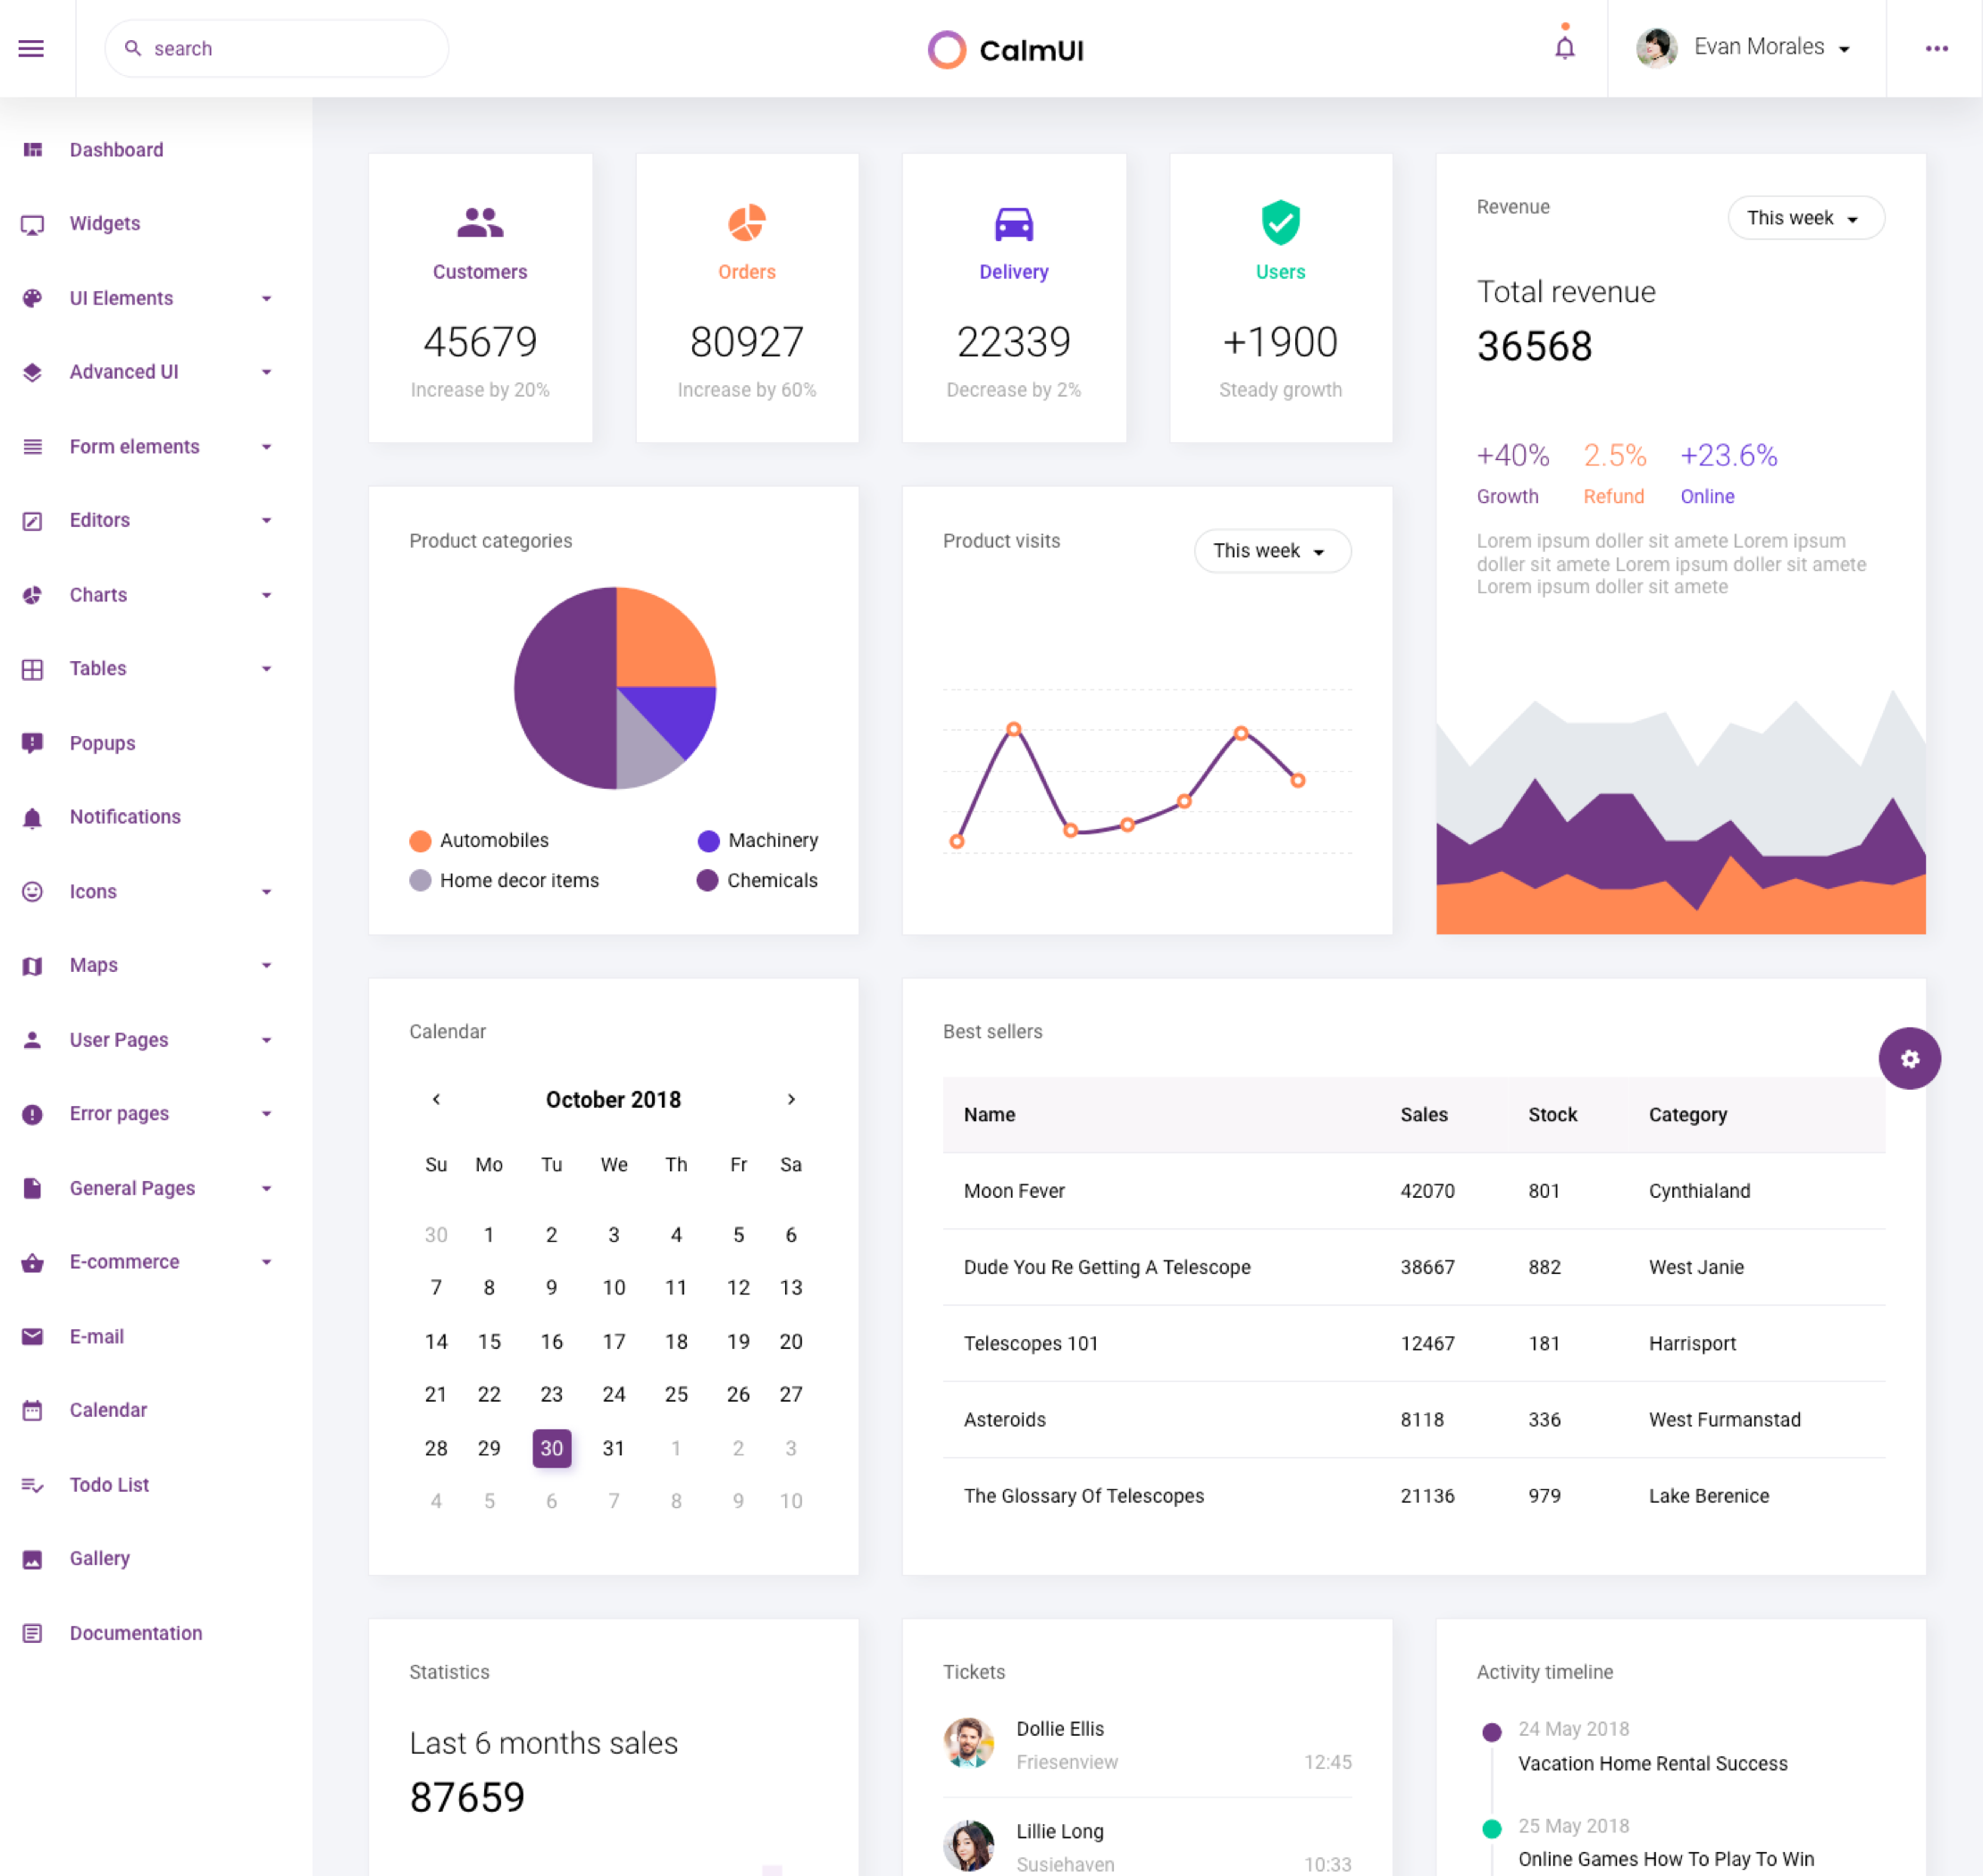 search
CalmUI
Evan Morales
Dashboard
Widgets
UI Elements
Advanced UI
Form elements
Editors
Charts
Tables
Popups
Notifications
Icons
Maps
User Pages
Error pages
General Pages
E-commerce
E-mail
Calendar
Todo List
Gallery
Documentation
Customers
45679
Increase by 20%
Orders
80927
Increase by 60%
Delivery
22339
Decrease by 2%
Users
+1900
Steady growth
Revenue
This week
Total revenue
36568
+40% 2.5% +23.6%
Growth Refund Online
Lorem ipsum doller sit amete Lorem ipsum
doller sit amete Lorem ipsum doller sit amete
Lorem ipsum doller sit amete
Product categories
Automobiles Machinery
Home decor items Chemicals
Product visits
This week
Calendar
October 2018
Su Mo Tu We Th Fr Sa
30 1 2 3 4 5 6
7 8 9 10 11 12 13
14 15 16 17 18 19 20
21 22 23 24 25 26 27
28 29 30 31 1 2 3
4 5 6 7 8 9 10
Best sellers
Name Sales Stock Category
Moon Fever 42070 801 Cynthialand
Dude You Re Getting A Telescope 38667 882 West Janie
Telescopes 101 12467 181 Harrisport
Asteroids 8118 336 West Furmanstad
The Glossary Of Telescopes 21136 979 Lake Berenice
Statistics
Last 6 months sales
87659
Tickets
Dollie Ellis
Friesenview 12:45
Lillie Long
Susiehaven 10:33
Activity timeline
24 May 2018
Vacation Home Rental Success
25 May 2018
Online Games How To Play To Win